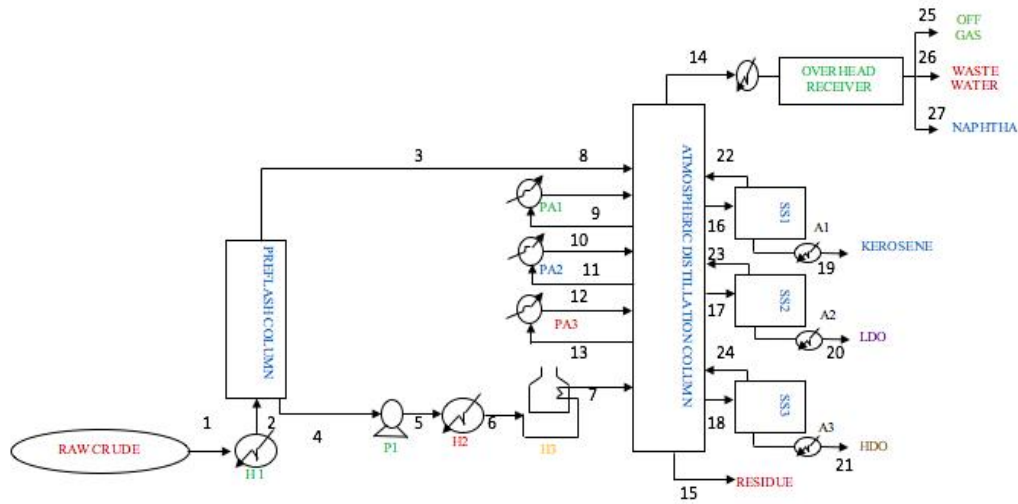 25
OFF
GAS
14
26
OVERHEAD
RECEIVER
WASTE
WATER
27
NAPHTHA
3
8
22
PA1
9
16
SS1
A1
10
KEROSENE
19
PREFLASH COLUMN
ATMOSPHERIC DISTILLATION COLUMN
PA2
11
23
SS2
12
17
A2
PA3
LDO
20
13
24
7
SS3
1
2
4
5
6
18
A3
RAW CRUDE
P1
H2
H3
HDO
21
H1
15
RESIDUE